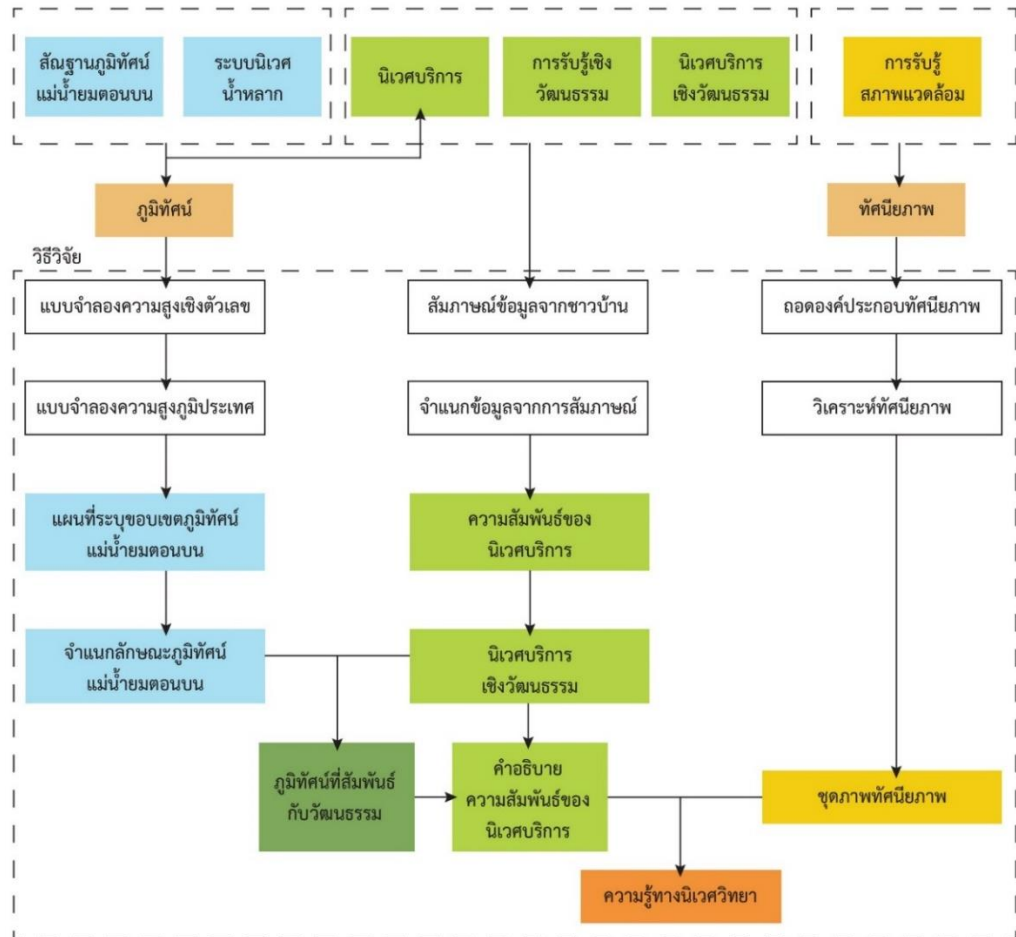 สัณฐานภูมิทัศน์
แม่น้ำยมตอนบน
ระบบนิเวศ
น้ำหลาก
นิเวศบริการ
การรับรู้เชิง
วัฒนธรรม
นิเวศบริการ
เชิงวัฒนธรรม
การรับรู้
สภาพแวดล้อม
ภูมิทัศน์
ทัศนียภาพ
วิธีวิจัย
แบบจำลองความสูงเชิงตัวเลข
สัมภาษณ์ข้อมูลจากชาวบ้าน
ถอดองค์ประกอบทัศนียภาพ
แบบจำลองความสูงภูมิประเทศ
จำแนกข้อมูลจากการสัมภาษณ์
วิเคราะห์ทัศนียภาพ
แผนที่ระบุขอบเขตภูมิทัศน์
แม่น้ำยมตอนบน
ความสัมพันธ์ของ
นิเวศบริการ
จำแนกลักษณะภูมิทัศน์
แม่น้ำยมตอนบน
นิเวศบริการ
เชิงวัฒนธรรม
ภูมิทัศน์ที่สัมพันธ์
กับวัฒนธรรม
คำอธิบาย
ความสัมพันธ์ของ
นิเวศบริการ
ชุดภาพทัศนียภาพ
ความรู้ทางนิเวศวิทยา